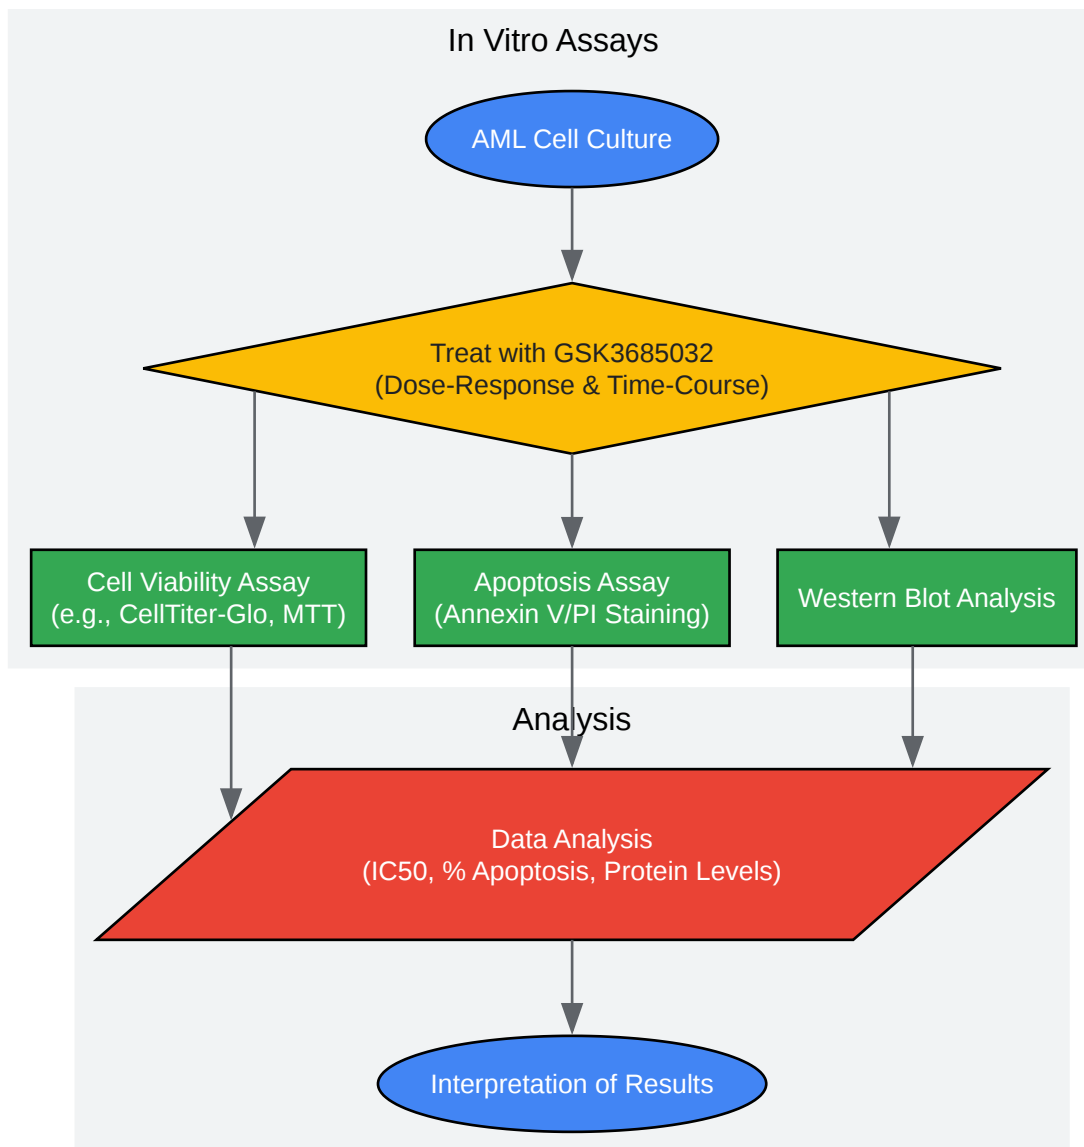 In Vitro Assays
AML Cell Culture
Treat with GSK3685032
(Dose-Response & Time-Course)
Cell Viability Assay
(e.g., CellTiter-Glo, MTT)
Apoptosis Assay
(Annexin V/PI Staining)
Western Blot Analysis
Analysis
Data Analysis
(IC50, % Apoptosis, Protein Levels)
Interpretation of Results